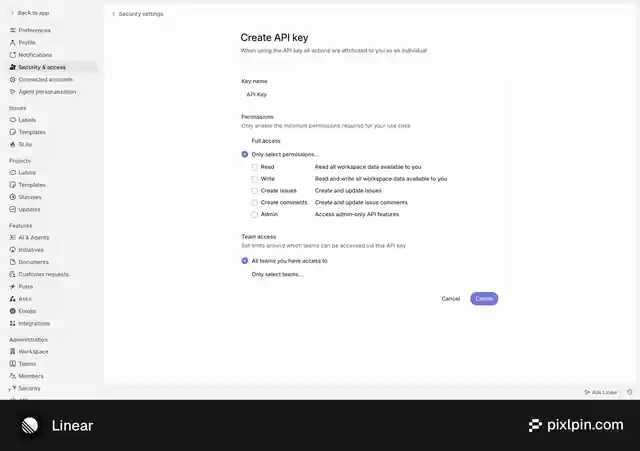 Back to app
Preferences
Profile
Notifications
Security & access
Connected accounts
Agent personalization
Issues
Labels
Templates
SLAs
Projects
Labels
Templates
Statuses
Updates
Features
AI & Agents
Initiatives
Documents
Customer requests
Pulse
Asks
Emojis
Integrations
Administration
Workspace
Teams
Members
Security
Security settings
Create API key
When using the API key all actions are attributed to you as an individual
Key name
API Key
Permissions
Only enable the minimum permissions required for your use case
Full access
Only select permissions...
Read Read all workspace data available to you
Write Read and write all workspace data available to you
Create issues Create and update issues
Create comments Create and update issue comments
Admin Access admin-only API features
Team access
Set limits around which teams can be accessed via this API key
All teams you have access to
Only select teams...
Cancel Create
Ask Linear
Linear
pixlpin.com